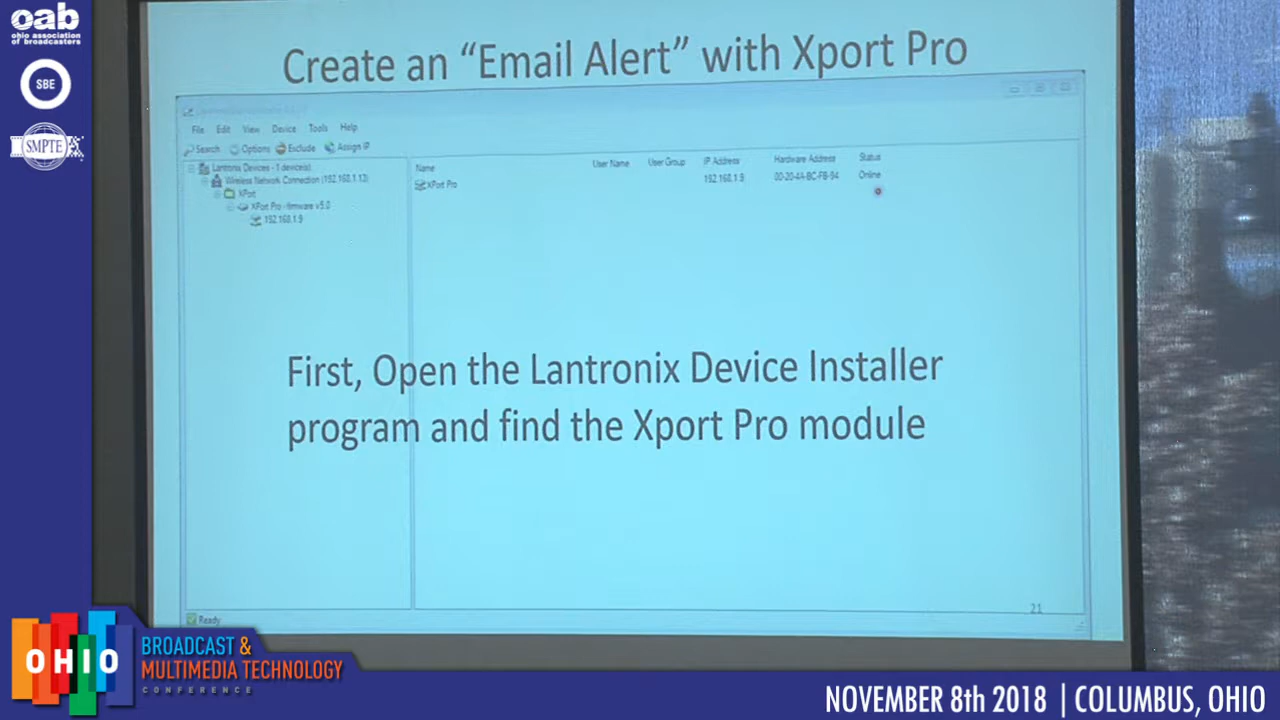 oab
ohio association
of broadcasters
SBE
SMPTE
Create an “Email Alert” with Xport Pro
File Edit View Device Tools Help
Search Options Exclude Assign IP
Lantronix Devices - 1 device(s)
Wireless Network Connection (192.168.1.13)
XPort
XPort Pro - firmware v5.0
192.168.1.9
Name User Name User Group IP Address Hardware Address Status
XPort Pro 192.168.1.9 00-20-4A-BC-FB-94 Online
First, Open the Lantronix Device Installer
program and find the Xport Pro module
21
Ready
OHIO
BROADCAST &
MULTIMEDIA TECHNOLOGY
CONFERENCE
NOVEMBER 8th 2018 | COLUMBUS, OHIO